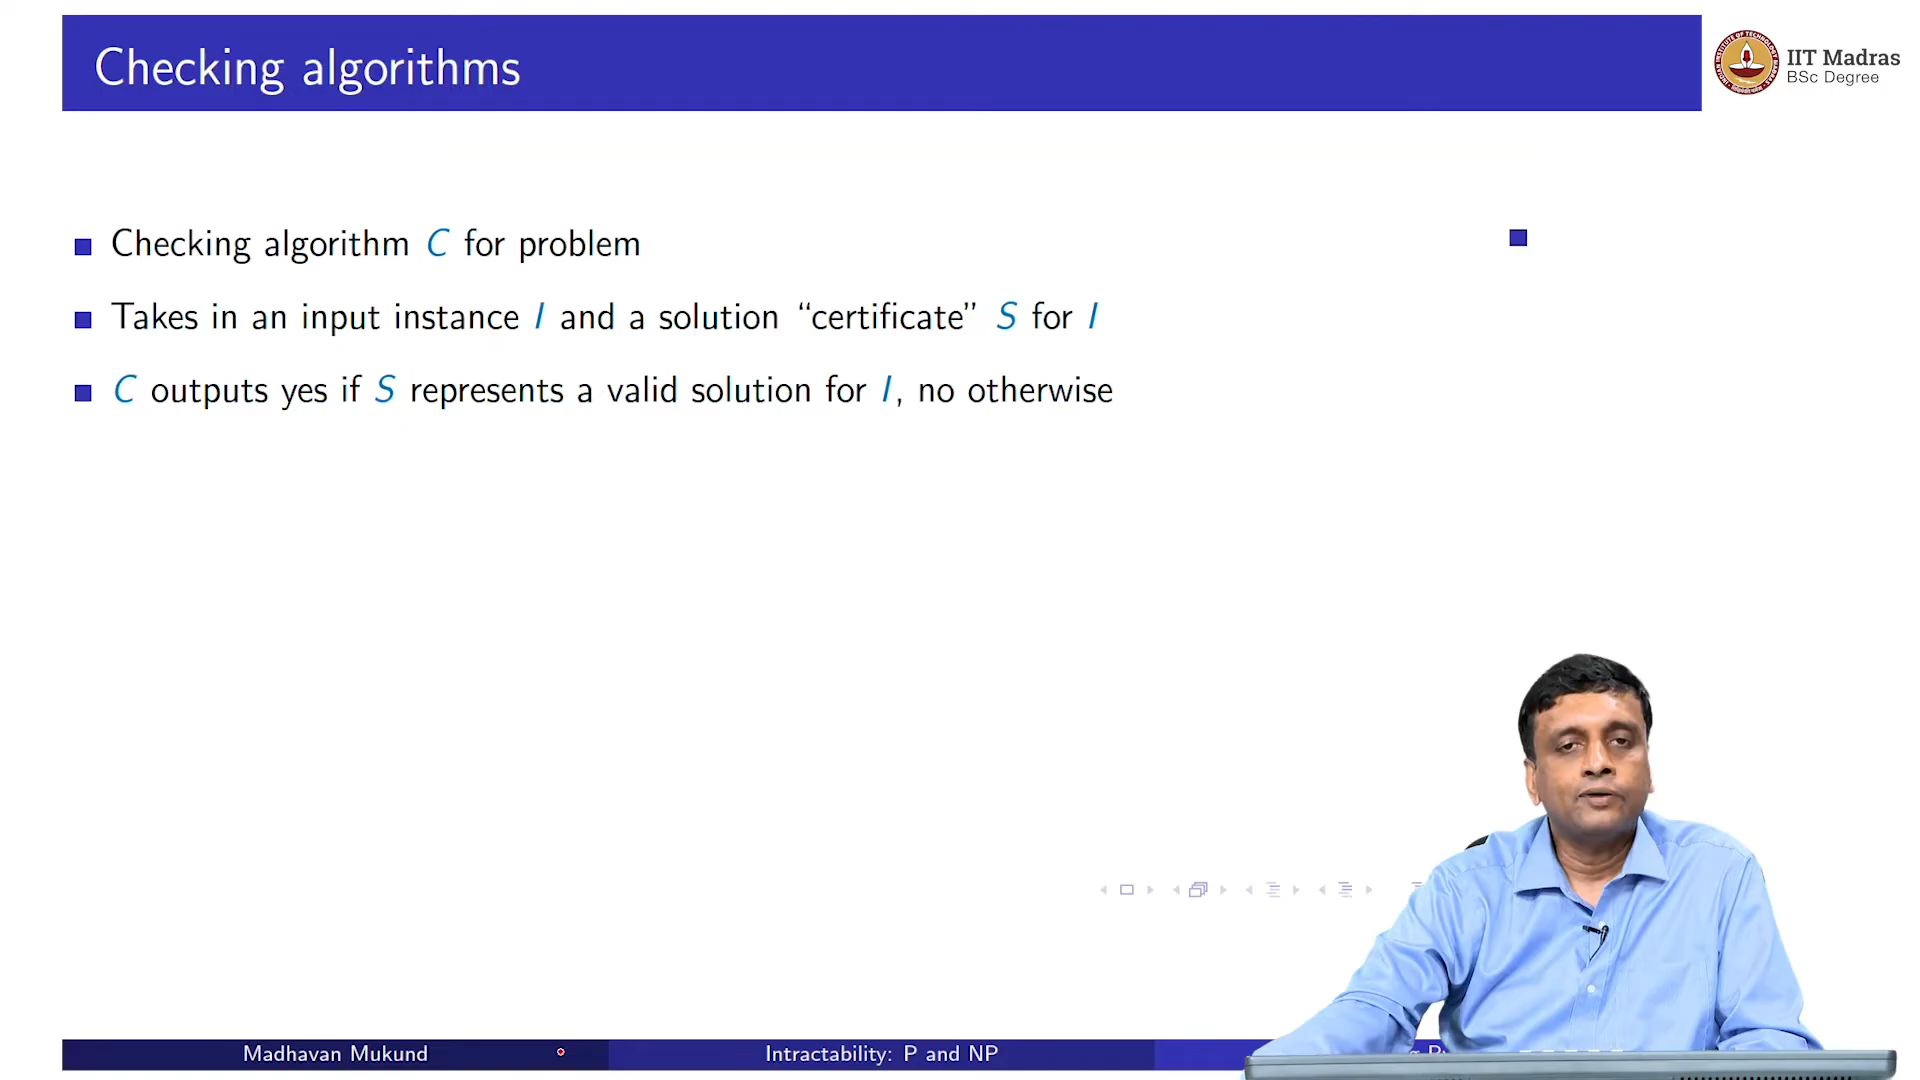 Checking algorithms
IIT Madras
BSc Degree
Checking algorithm C for problem
Takes in an input instance I and a solution “certificate” S for I
C outputs yes if S represents a valid solution for I, no otherwise
Madhavan Mukund
Intractability: P and NP